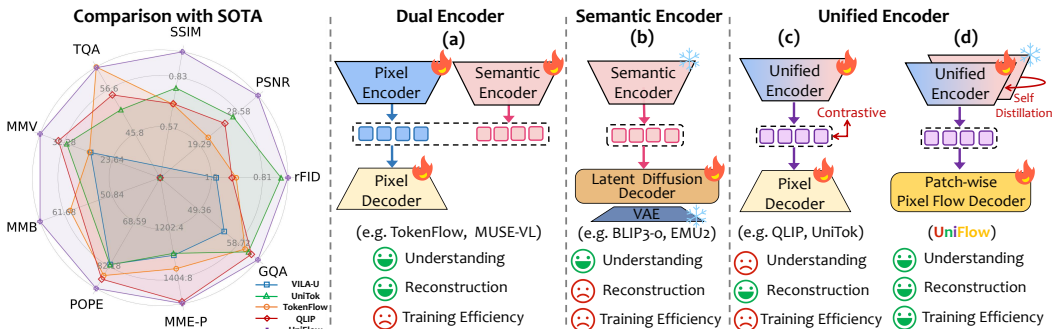 Comparison with SOTA
SSIM
TQA
PSNR
MMV
rFID
MMB
GQA
POPE
MME-P
0.83
56.6
28.58
0.57
45.8
19.29
23.64
0.81
50.84
61.68
49.36
68.59
1202.4
58.72
1404.8
VILA-U
UniTok
TokenFlow
QLIP
UniFlow
Dual Encoder
(a)
Pixel
Encoder
Semantic
Encoder
Pixel
Decoder
(e.g. TokenFlow, MUSE-VL)
Understanding
Reconstruction
Training Efficiency
Semantic Encoder
(b)
Semantic
Encoder
Latent Diffusion
Decoder
VAE
(e.g. BLIP3-o, EMU2)
Understanding
Reconstruction
Training Efficiency
Unified Encoder
(c)
Unified
Encoder
Contrastive
Pixel
Decoder
(e.g. QLIP, UniTok)
Understanding
Reconstruction
Training Efficiency
(d)
Unified
Encoder
Self
Distillation
Patch-wise
Pixel Flow Decoder
(UniFlow)
Understanding
Reconstruction
Training Efficiency